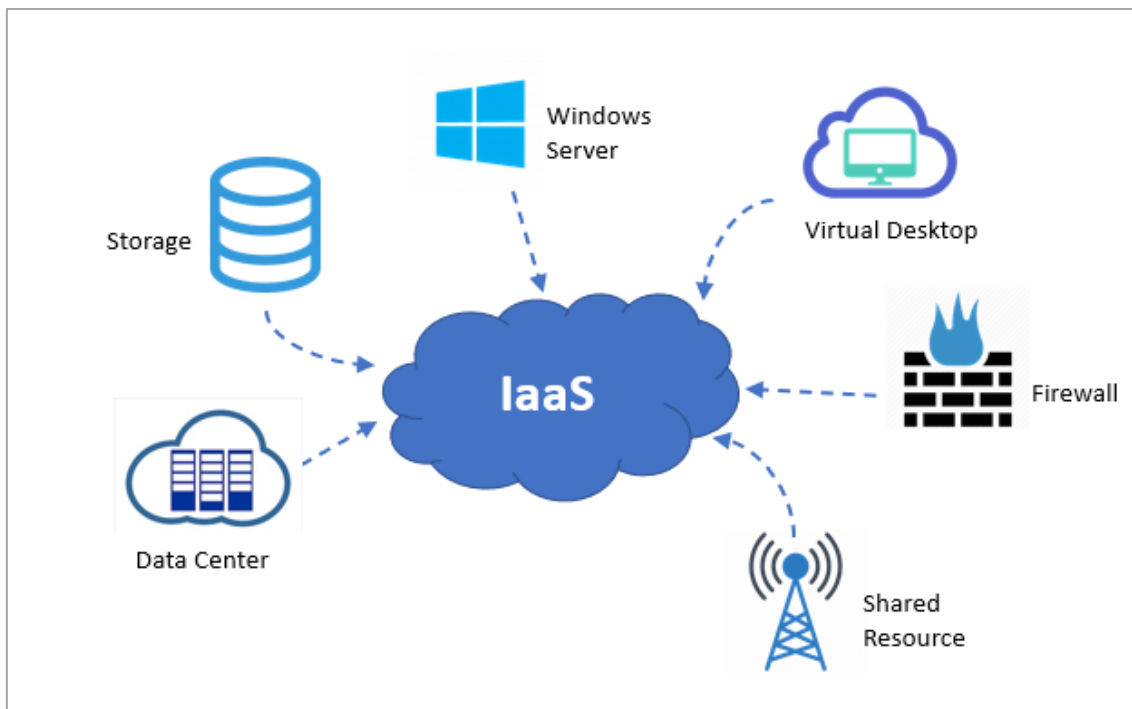 Windows
Server
Storage
Virtual Desktop
IaaS
Firewall
Data Center
Shared
Resource